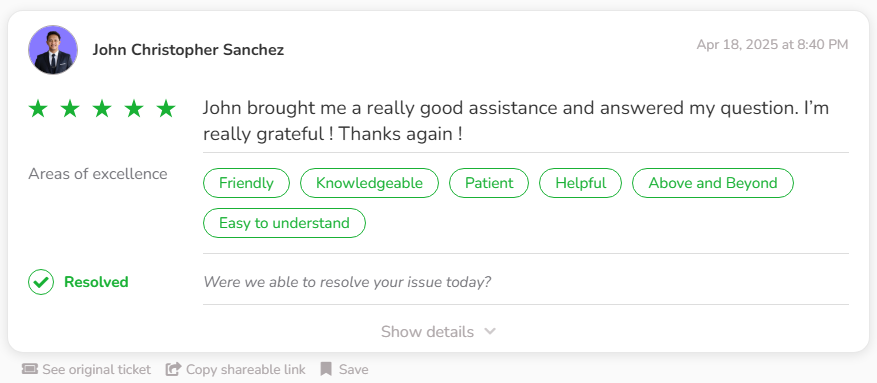 John Christopher Sanchez
Apr 18, 2025 at 8:40 PM
John brought me a really good assistance and answered my question. I'm
really grateful ! Thanks again !
Areas of excellence
Friendly
Knowledgeable
Patient
Helpful
Above and Beyond
Easy to understand
Resolved
Were we able to resolve your issue today?
Show details
See original ticket
Copy shareable link
Save